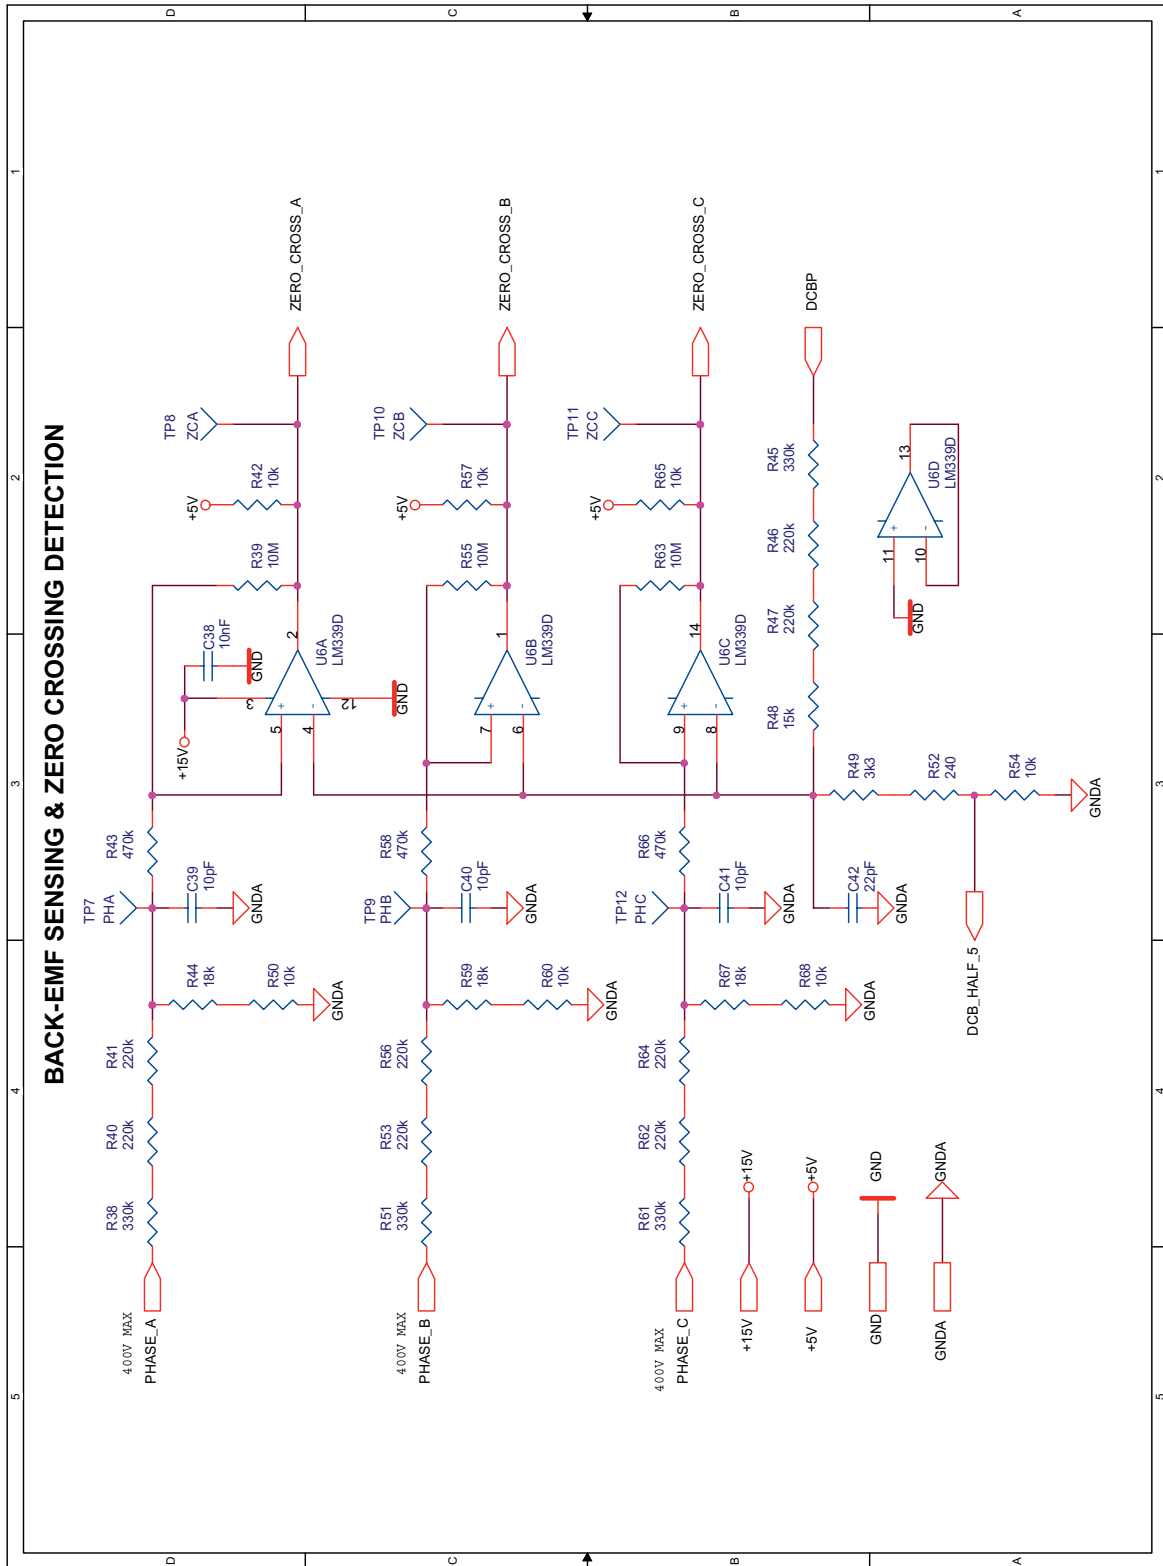 BACK-EMF SENSING & ZERO CROSSING DETECTION
5
4
3
2
1
D
D
C
C
B
B
A
A
400V MAX
PHASE_A
R38
330k
R40
220k
R41
220k
R44
18k
R50
10k
GNDA
TP7
PHA
C39
10pF
GNDA
R43
470k
+15V
C38
10nF
GND
3
5
4
+
-
2
12
U6A
LM339D
GND
R39
10M
+5V
R42
10k
TP8
ZCA
ZERO_CROSS_A
400V MAX
PHASE_B
R51
330k
R53
220k
R56
220k
R59
18k
R60
10k
GNDA
TP9
PHB
C40
10pF
GNDA
R58
470k
7
6
+
-
1
U6B
LM339D
R55
10M
+5V
R57
10k
TP10
ZCB
ZERO_CROSS_B
400V MAX
PHASE_C
R61
330k
R62
220k
R64
220k
R67
18k
R68
10k
GNDA
TP12
PHC
C41
10pF
GNDA
R66
470k
9
8
+
-
14
U6C
LM339D
R63
10M
+5V
R65
10k
TP11
ZCC
ZERO_CROSS_C
+15V
+15V
+5V
+5V
GND
GND
GNDA
GNDA
C42
22pF
GNDA
R48
15k
R47
220k
R46
220k
R45
330k
DCBP
R49
3k3
R52
240
R54
10k
GNDA
DCB_HALF_5
GND
11
10
+
-
13
U6D
LM339D
5
4
3
2
1